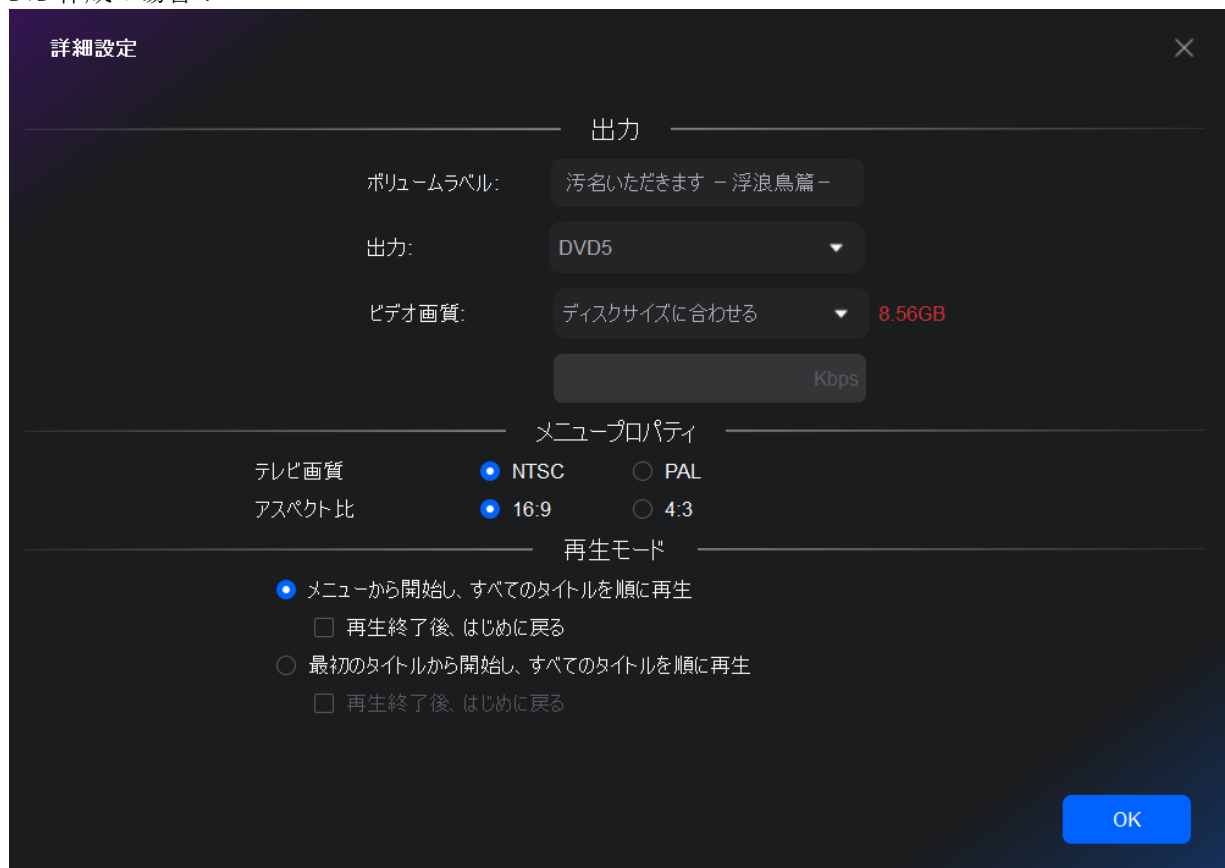 詳細設定
出力
ボリュームラベル: 汚名いただきます －浮浪鳥篇－
出力: DVD5
ビデオ画質: ディスクサイズに合わせる 8.56GB
Kbps
メニュープロパティ
テレビ画質 NTSC PAL
アスペクト比 16:9 4:3
再生モード
メニューから開始し、すべてのタイトルを順に再生
再生終了後、はじめに戻る
最初のタイトルから開始し、すべてのタイトルを順に再生
再生終了後、はじめに戻る
OK